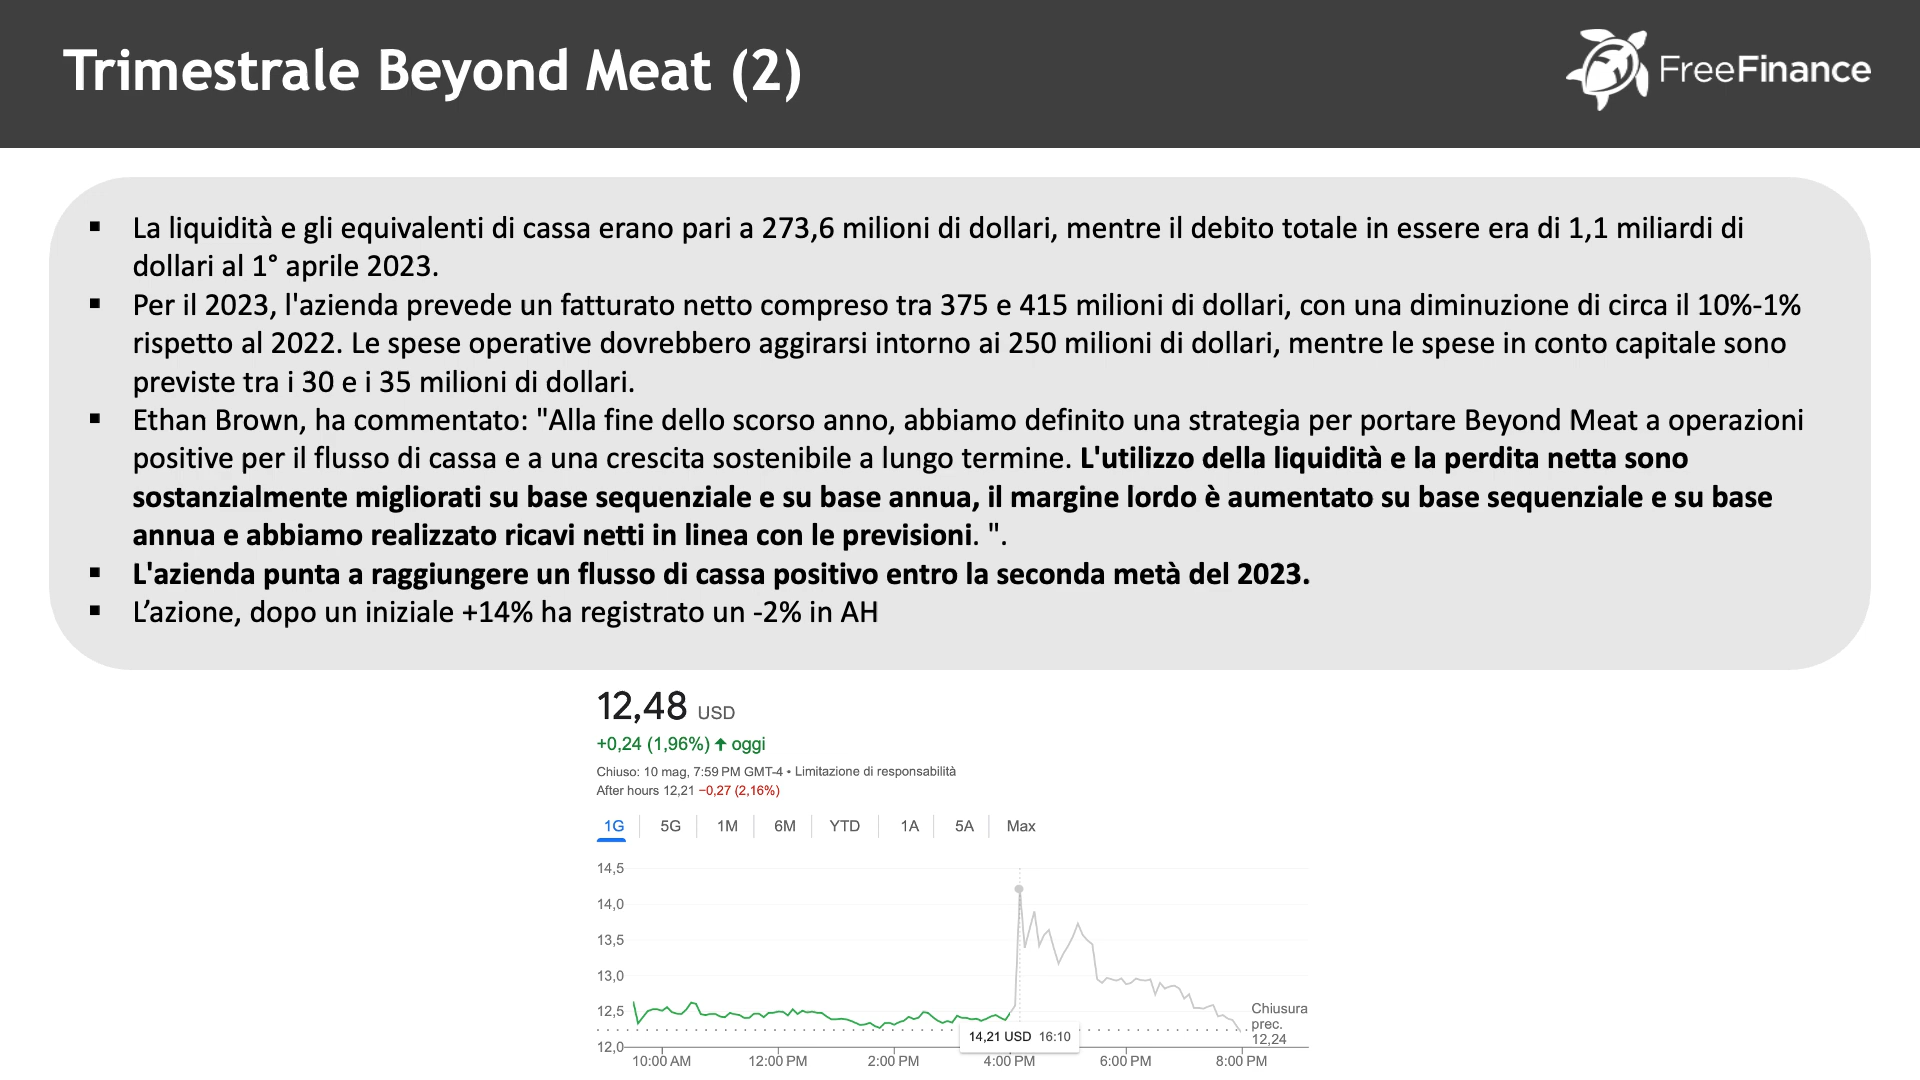 Trimestrale Beyond Meat (2)
FreeFinance
▪ La liquidità e gli equivalenti di cassa erano pari a 273,6 milioni di dollari, mentre il debito totale in essere era di 1,1 miliardi di
dollari al 1° aprile 2023.
▪ Per il 2023, l'azienda prevede un fatturato netto compreso tra 375 e 415 milioni di dollari, con una diminuzione di circa il 10%-1%
rispetto al 2022. Le spese operative dovrebbero aggirarsi intorno ai 250 milioni di dollari, mentre le spese in conto capitale sono
previste tra i 30 e i 35 milioni di dollari.
▪ Ethan Brown, ha commentato: "Alla fine dello scorso anno, abbiamo definito una strategia per portare Beyond Meat a operazioni
positive per il flusso di cassa e a una crescita sostenibile a lungo termine. L'utilizzo della liquidità e la perdita netta sono
sostanzialmente migliorati su base sequenziale e su base annua, il margine lordo è aumentato su base sequenziale e su base
annua e abbiamo realizzato ricavi netti in linea con le previsioni. ".
▪ L'azienda punta a raggiungere un flusso di cassa positivo entro la seconda metà del 2023.
▪ L’azione, dopo un iniziale +14% ha registrato un -2% in AH
12,48 USD
+0,24 (1,96%) ↑ oggi
Chiuso: 10 mag, 7:59 PM GMT-4 • Limitazione di responsabilità
After hours 12,21 −0,27 (2,16%)
1G 5G 1M 6M YTD 1A 5A Max
14,5
14,0
13,5
13,0
12,5
12,0
Chiusura
prec.
12,24
14,21 USD 16:10
10:00 AM 12:00 PM 2:00 PM 4:00 PM 6:00 PM 8:00 PM